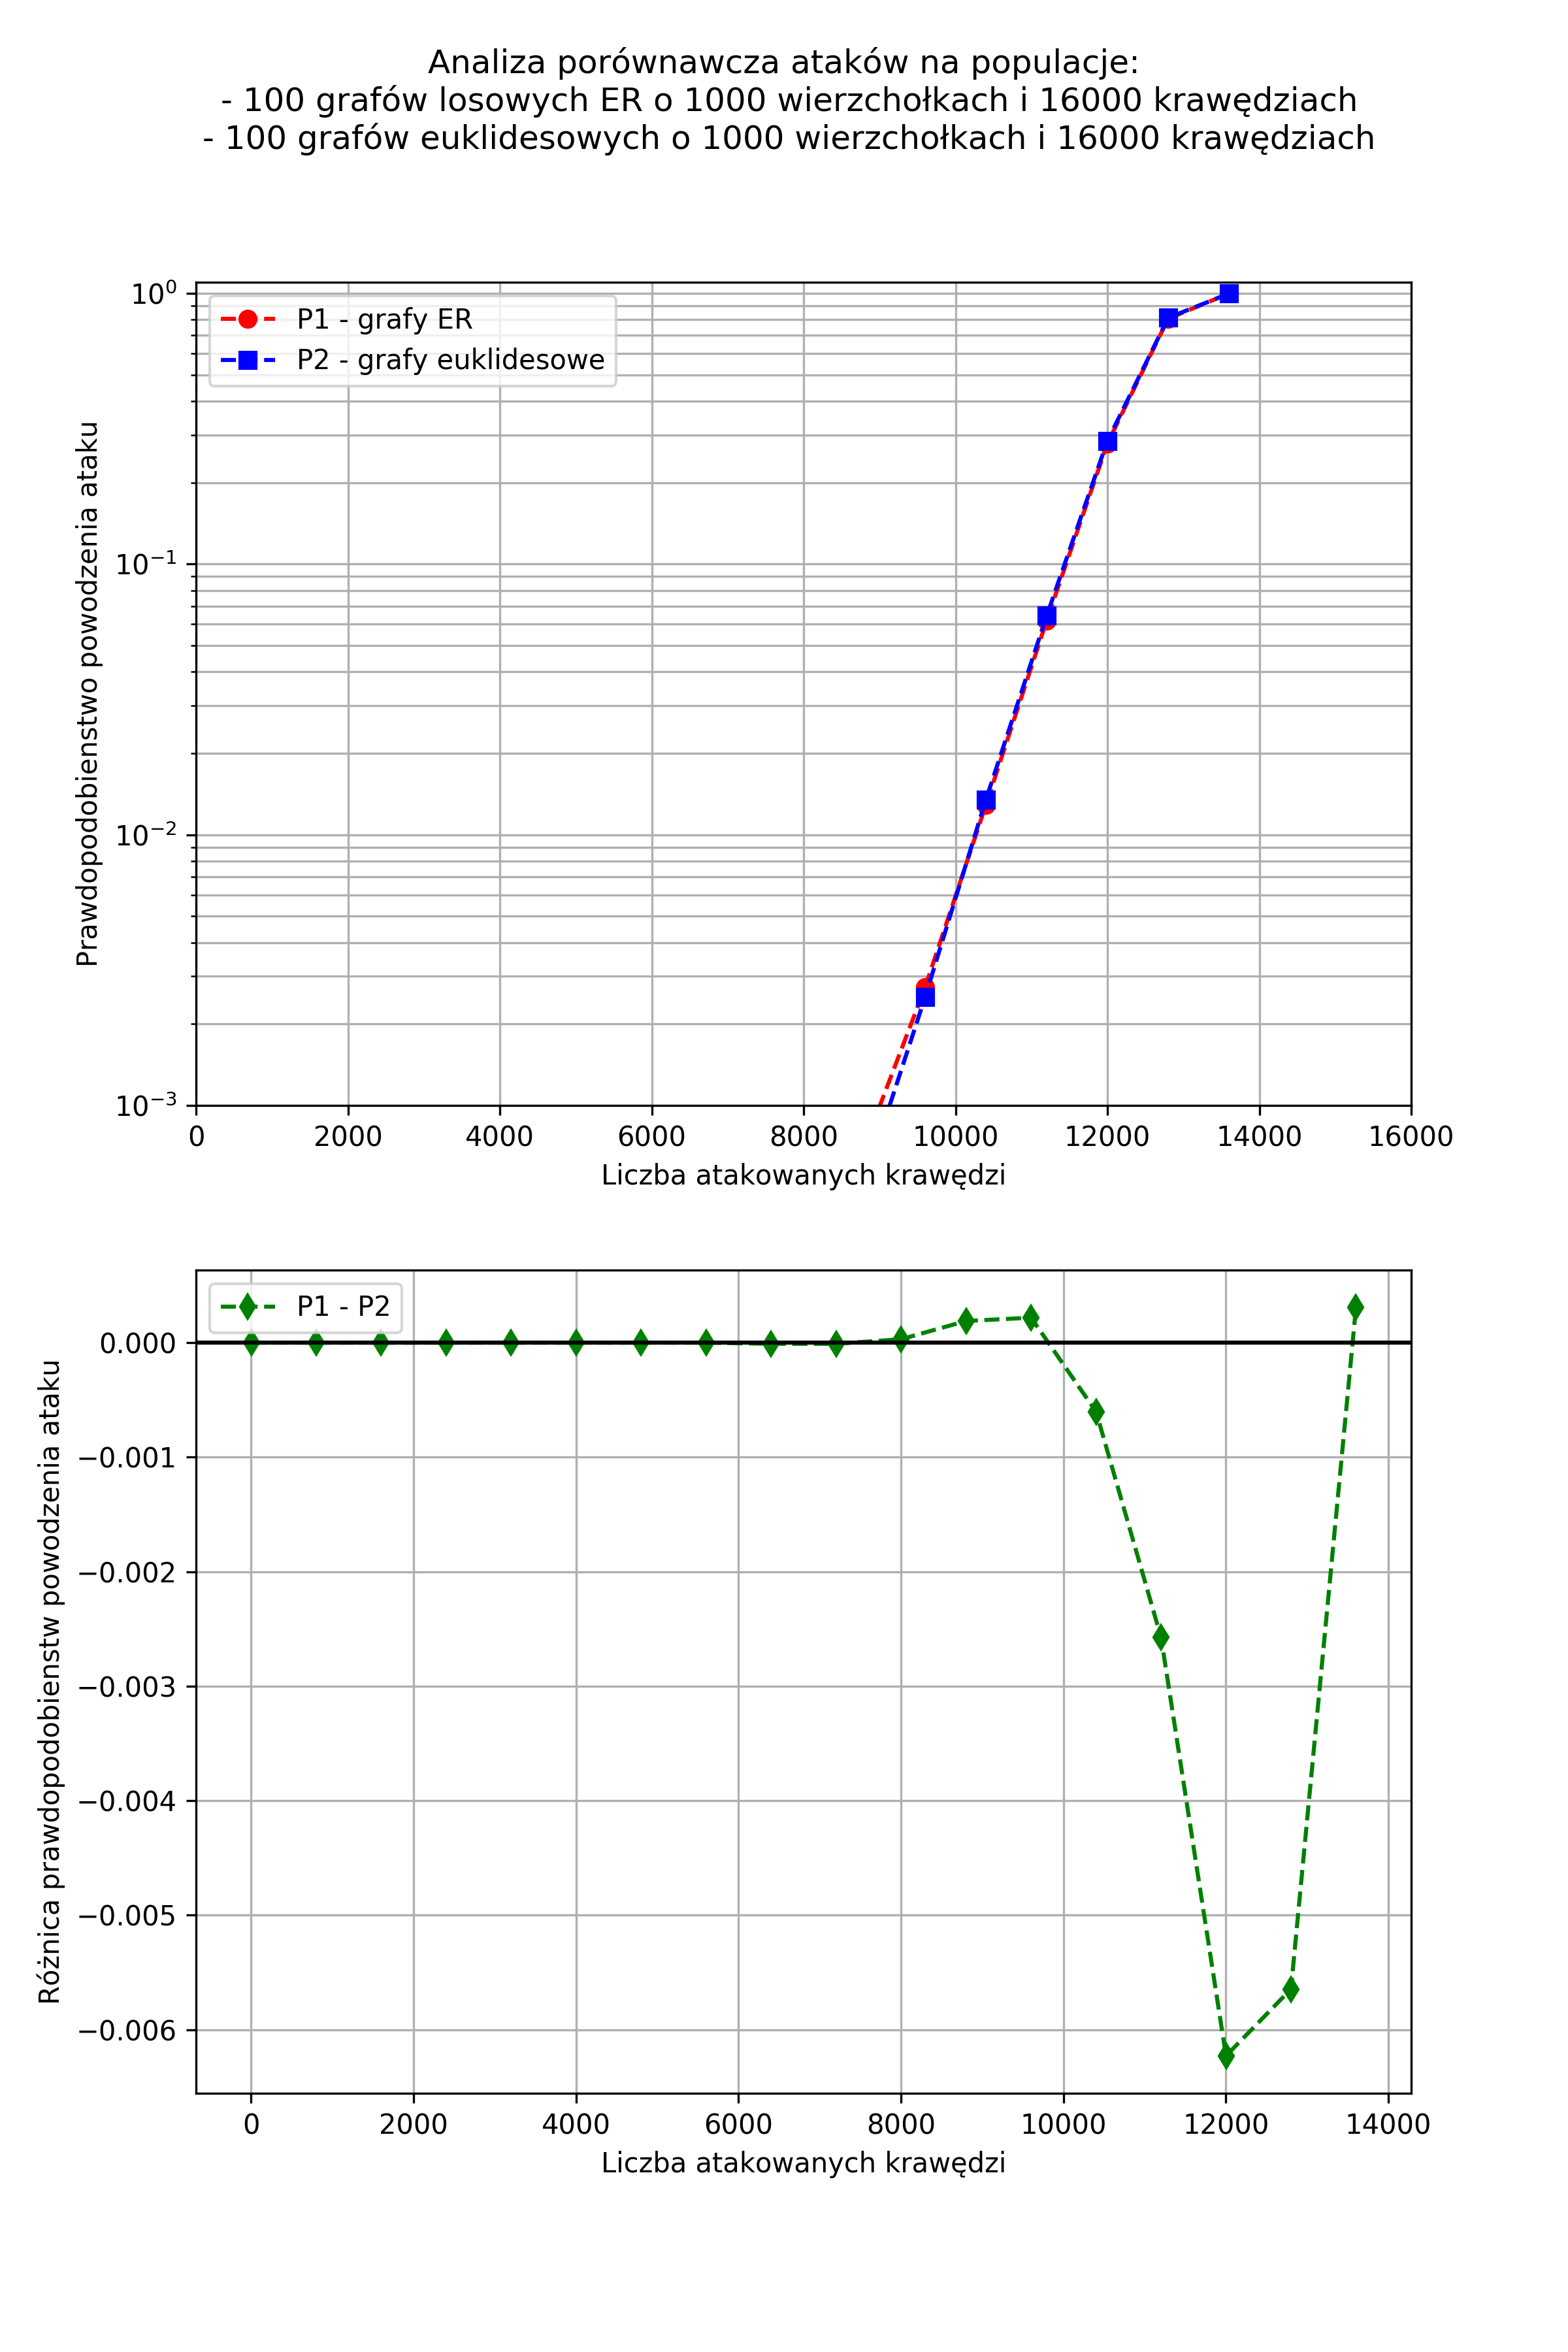 Analiza porównawcza ataków na populacje:
- 100 grafów losowych ER o 1000 wierzchołkach i 16000 krawędziach
- 100 grafów euklidesowych o 1000 wierzchołkach i 16000 krawędziach
P1 - grafy ER
P2 - grafy euklidesowe
Prawdopodobienstwo powodzenia ataku
10⁰
10⁻¹
10⁻²
10⁻³
0 2000 4000 6000 8000 10000 12000 14000 16000
Liczba atakowanych krawędzi
P1 - P2
Różnica prawdopodobienstw powodzenia ataku
0.000
−0.001
−0.002
−0.003
−0.004
−0.005
−0.006
0 2000 4000 6000 8000 10000 12000 14000
Liczba atakowanych krawędzi